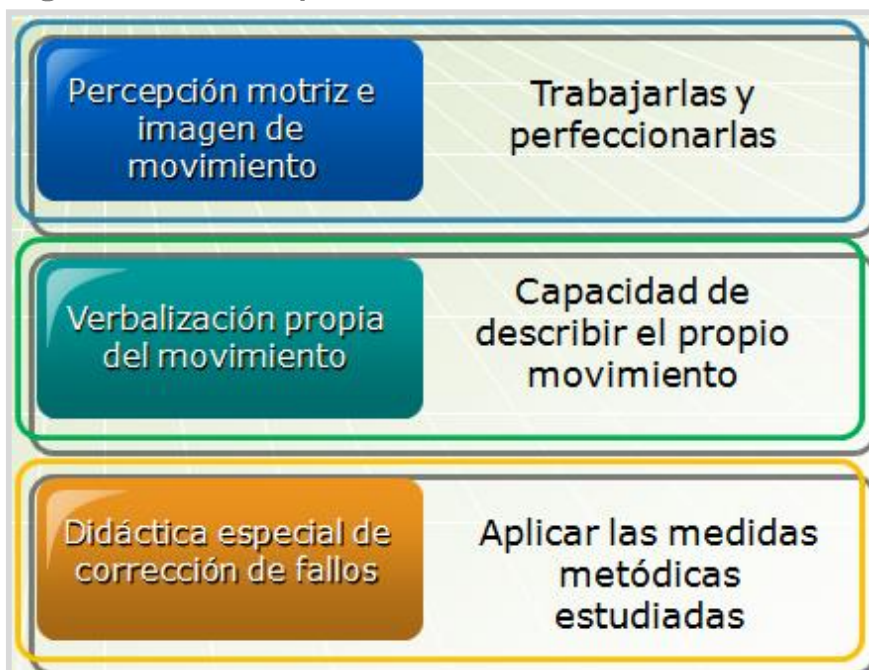 Percepción motriz e
imagen de
movimiento
Trabajarlas y
perfeccionarlas
Verbalización propia
del movimiento
Capacidad de
describir el propio
movimiento
Didáctica especial de
corrección de fallos
Aplicar las medidas
metódicas
estudiadas